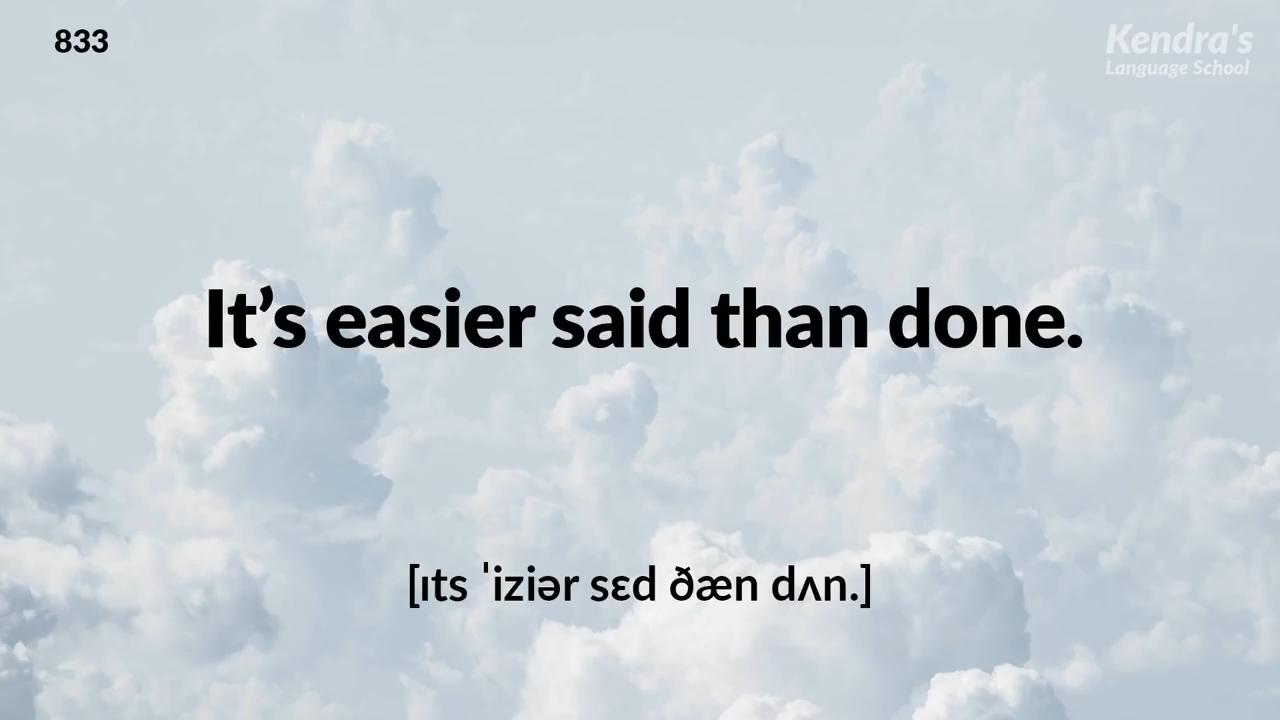 833
Kendra's
Language School
It’s easier said than done.
[ɪts ˈiziər sɛd ðæn dʌn.]